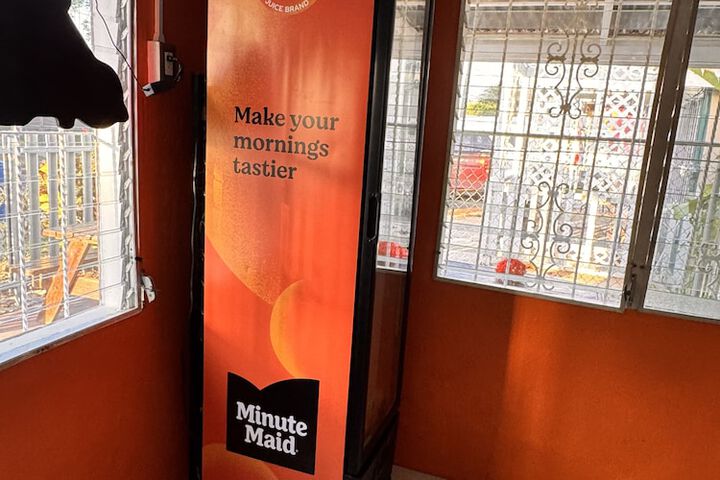 JUICE BRAND
Make your
mornings
tastier
Minute
Maid